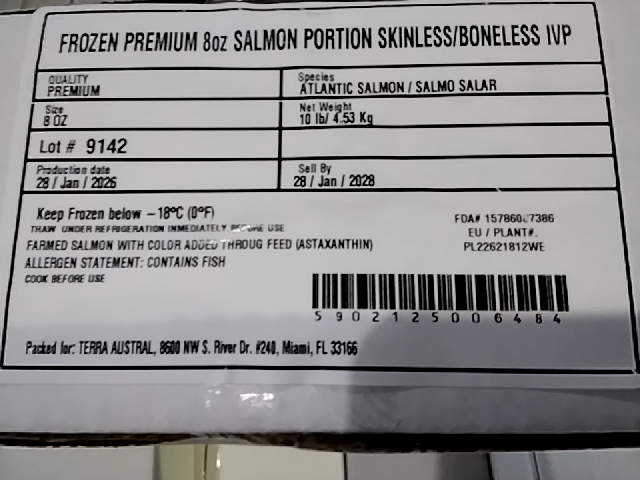 FROZEN PREMIUM 8oz SALMON PORTION SKINLESS/BONELESS IVP
QUALITY
PREMIUM
Species
ATLANTIC SALMON / SALMO SALAR
Size
8 OZ
Net Weight
10 lb/ 4.53 Kg
Lot # 9142
Production date
28 / Jan / 2026
Sell By
28 / Jan / 2028
Keep Frozen below –18°C (0°F)
THAW UNDER REFRIGERATION IMMEDIATELY BEFORE USE
FARMED SALMON WITH COLOR ADDED THROUG FEED (ASTAXANTHIN)
ALLERGEN STATEMENT: CONTAINS FISH
COOK BEFORE USE
FDA#
EU / PLANT#.
PL22621812WE
5902125006484
Packed for: TERRA AUSTRAL, 8600 NW S. River Dr. #240, Miami, FL 33166